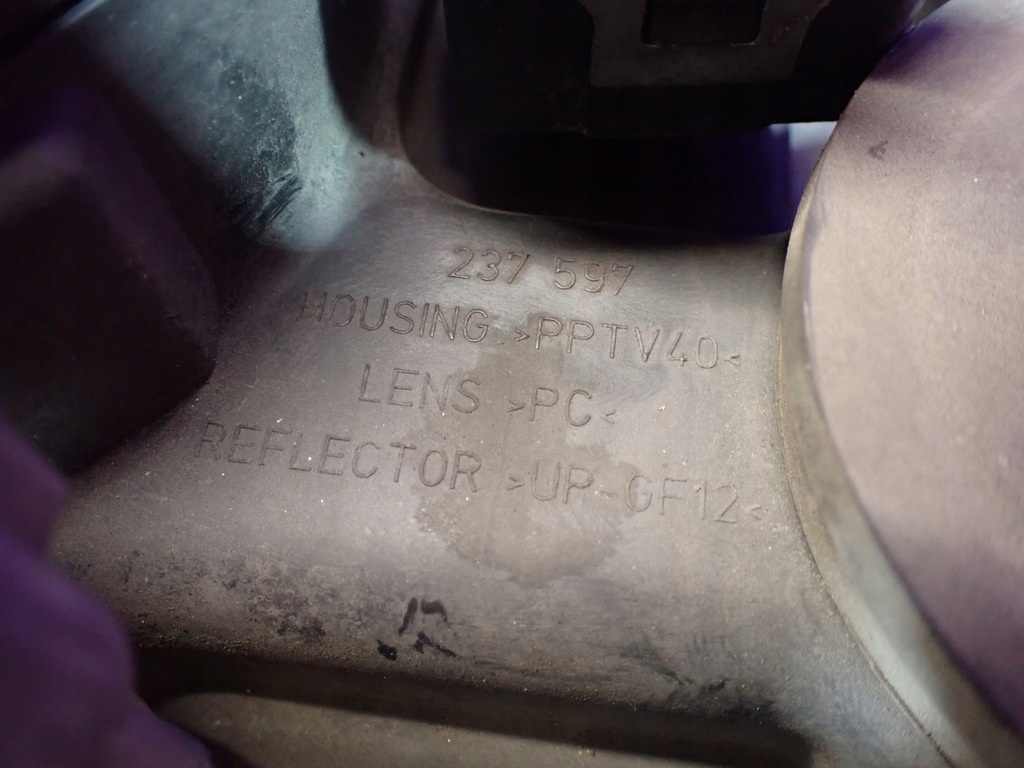 237 597
HOUSING >PPTV40<
LENS >PC<
REFLECTOR >UP-GF12<